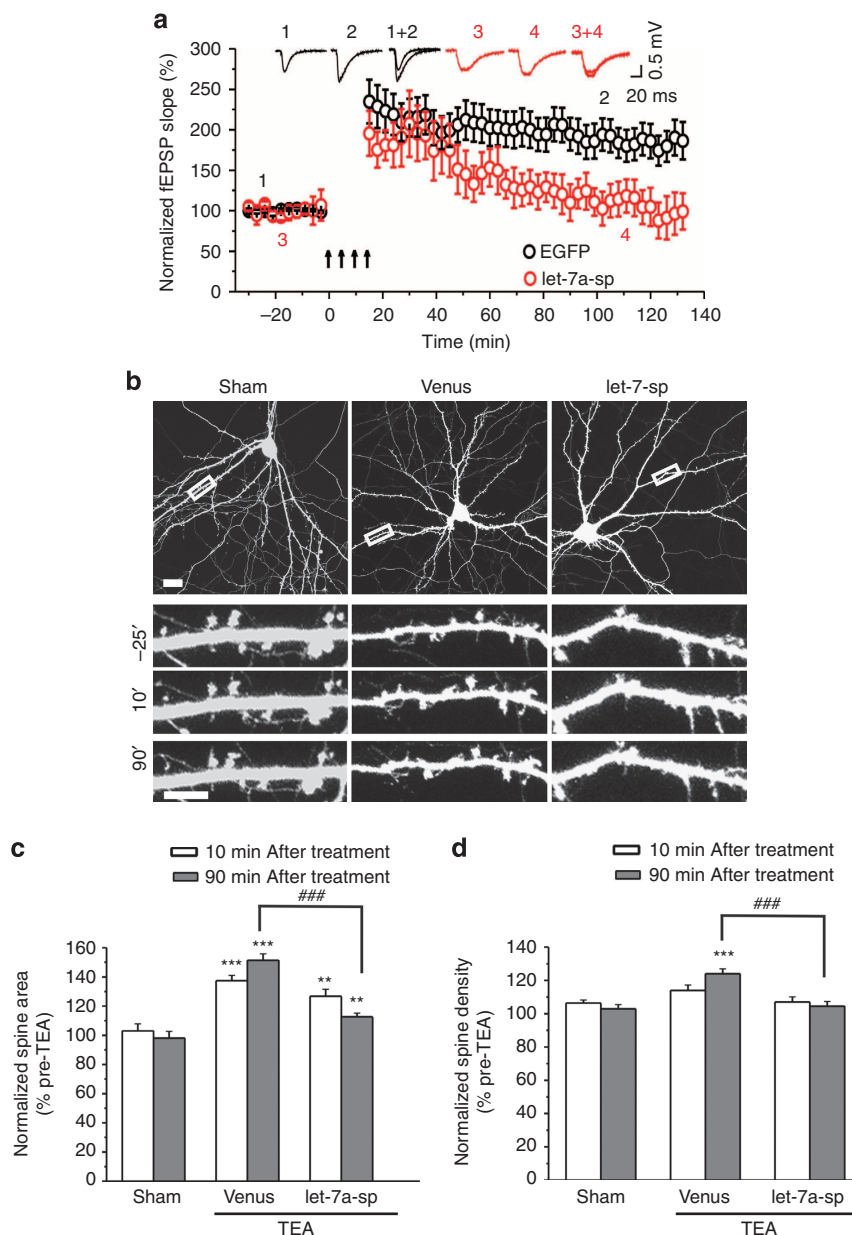 a
1 2 1+2 3 4 3+4
0.5 mV
20 ms
Normalized fEPSP slope (%)
300
250
200
150
100
50
0
1
3
2
4
EGFP
let-7a-sp
−20 0 20 40 60 80 100 120 140
Time (min)
b
Sham Venus let-7-sp
−25′
10′
90′
c
10 min After treatment
90 min After treatment
###
*** *** ** **
Normalized spine area
(% pre-TEA)
160
140
120
100
80
60
40
20
0
Sham Venus let-7a-sp
TEA
d
10 min After treatment
90 min After treatment
###
***
Normalized spine density
(% pre-TEA)
140
120
100
80
60
40
20
0
Sham Venus let-7a-sp
TEA